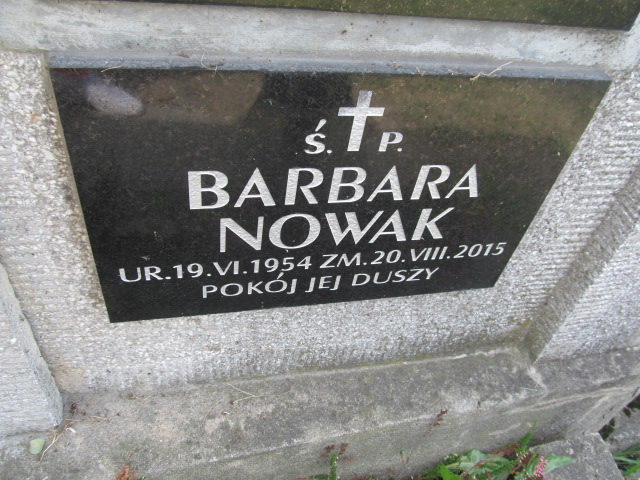 Ś. P.
BARBARA
NOWAK
UR.19.VI.1954 ZM.20.VIII.2015
POKÓJ JEJ DUSZY